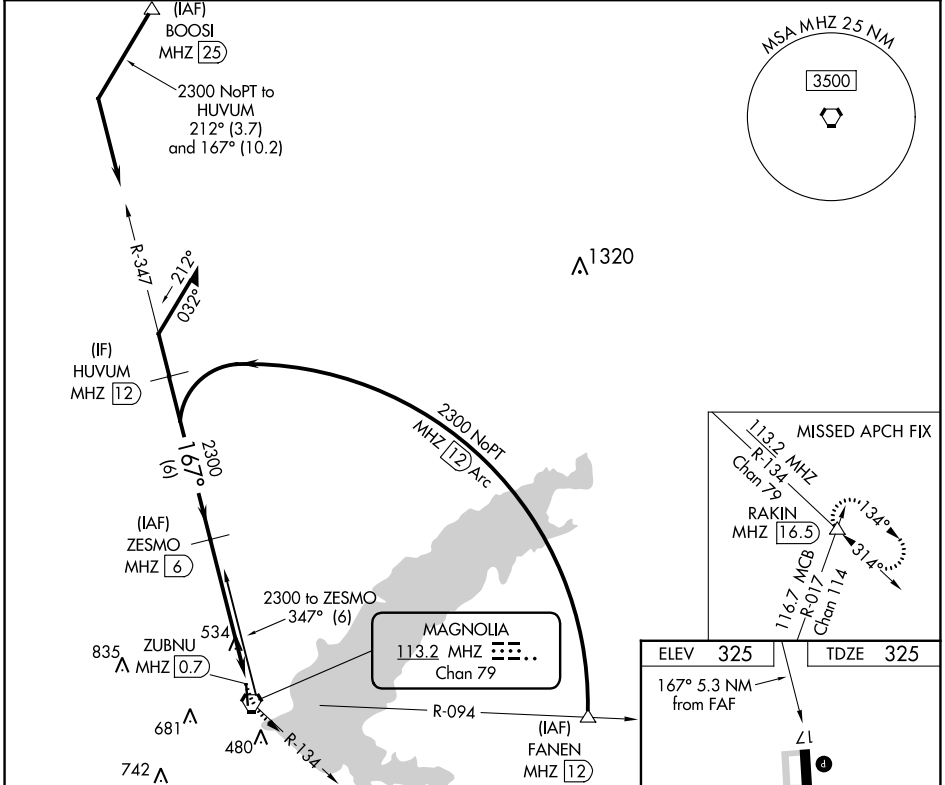 (IAF)
BOOSI
MHZ 25
2300 NoPT to
HUVUM
212° (3.7)
and 167° (10.2)
MSA MHZ 25 NM
3500
1320
R-347
212°
032°
(IF)
HUVUM
MHZ 12
2300 NoPT
MHZ 12 Arc
2300
167°
(6)
(IAF)
ZESMO
MHZ 6
2300 to ZESMO
347° (6)
534
835
ZUBNU
MHZ 0.7
MAGNOLIA
113.2 MHZ
Chan 79
R-094
681
480
R-134
742
(IAF)
FANEN
MHZ 12
MISSED APCH FIX
113.2 MHZ
R-134
Chan 79
RAKIN
MHZ 16.5
134°
314°
116.7 MCB
R-017
Chan 114
ELEV 325
TDZE 325
167° 5.3 NM
from FAF
17
P